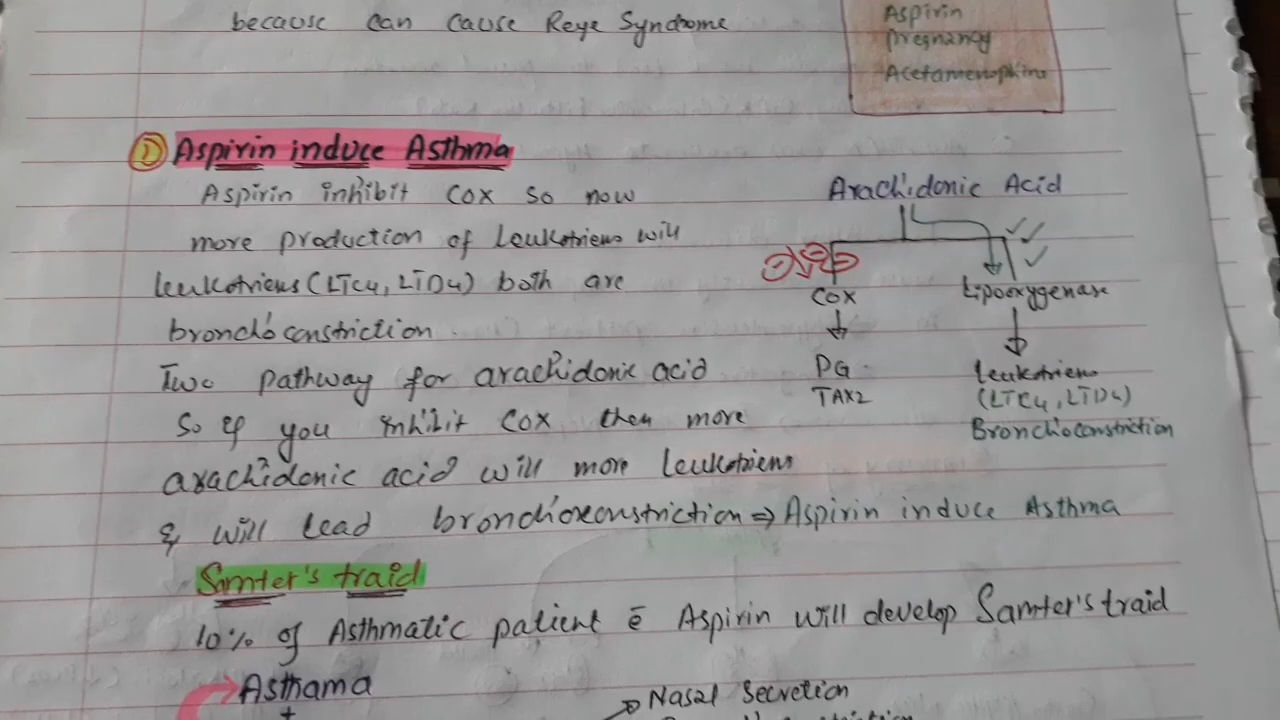 because can cause Reye Syndrome
Aspirin
pregnancy
Acetamenophine
① Aspirin induce Asthma
Aspirin inhibit COX so now
more production of leukotriens will
leukotriens (LTC4, LTD4) both are
bronchoconstriction.
Two pathway for arachidonic acid
So if you inhibit COX then more
arachidonic acid will more leukotriens
& will lead bronchoreonstriction ⇒ Aspirin induce Asthma
Arachidonic Acid
COX
Lipooxygenase
PG
TAX2
leukotriens
(LTC4, LTD4)
Bronchoconstriction
Samter's traid
10% of Asthmatic patient c̄ Aspirin will develop Samter's traid
Asthama
+
Nasal Secretion